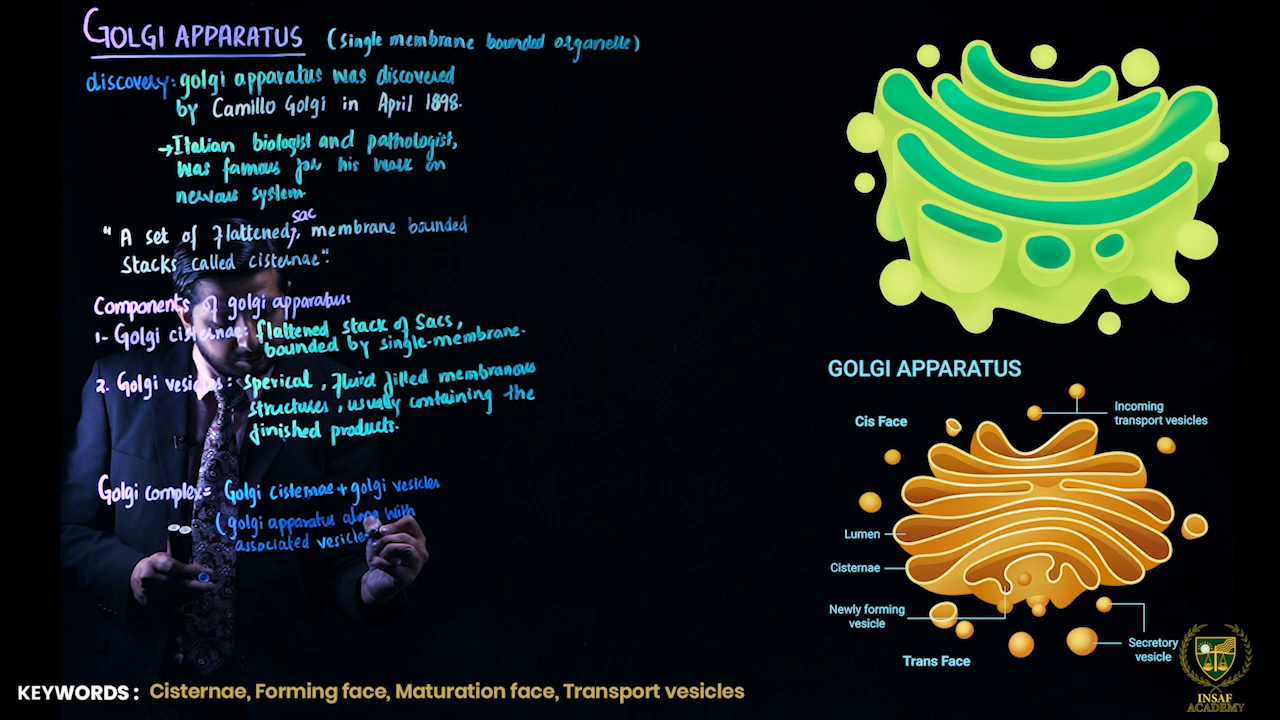 GOLGI APPARATUS (single membrane bounded organelle)
discovery: golgi apparatus was discovered
by Camillo Golgi in April 1898.
→Italian biologist and pathologist,
was famous for his work on
nervous system.
sac
"A set of flattened, membrane bounded
Stacks called cisternae".
Components of golgi apparatus:
1- Golgi cisternae: flattened stack of Sacs,
bounded by single-membrane.
2. Golgi vesicles: sperical, fluid filled membranous
structures, usually containing the
finished products.
Golgi complex= Golgi cisternae + golgi vesicles
(golgi apparatus along with
associated vesicle
GOLGI APPARATUS
Cis Face
Incoming
transport vesicles
Lumen
Cisternae
Newly forming
vesicle
Secretory
vesicle
Trans Face
INSAF
ACADEMY
KEYWORDS: Cisternae, Forming face, Maturation face, Transport vesicles